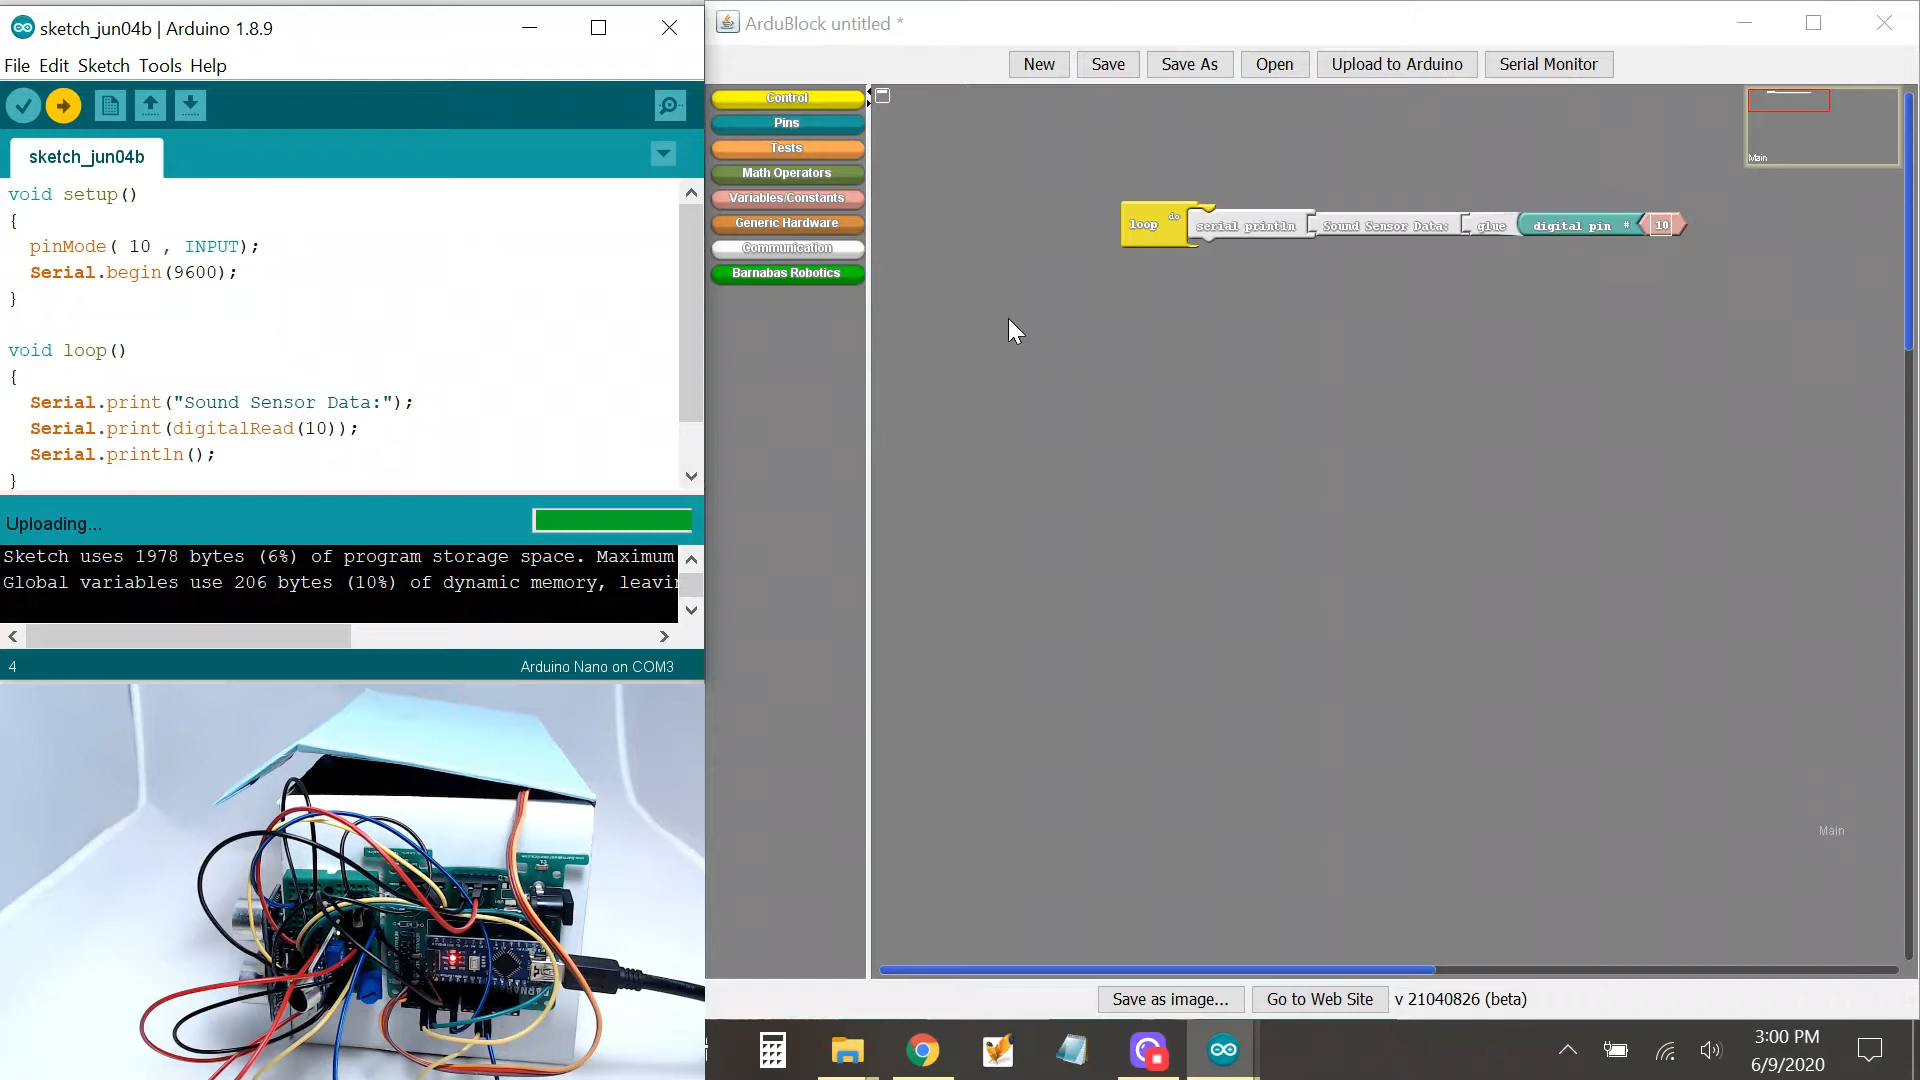 sketch_jun04b | Arduino 1.8.9
File Edit Sketch Tools Help
sketch_jun04b
void setup()
{
pinMode( 10 , INPUT);
Serial.begin(9600);
}
void loop()
{
Serial.print("Sound Sensor Data:");
Serial.print(digitalRead(10));
Serial.println();
}
Uploading...
Sketch uses 1978 bytes (6%) of program storage space. Maximum
Global variables use 206 bytes (10%) of dynamic memory, leavin
4
Arduino Nano on COM3
ArduBlock untitled *
New Save Save As Open Upload to Arduino Serial Monitor
Control
Pins
Tests
Math Operators
Variables/Constants
Generic Hardware
Communication
Barnabas Robotics
Main
loop do serial println Sound Sensor Data: glue digital pin # 10
Main
Save as image... Go to Web Site v 21040826 (beta)
3:00 PM
6/9/2020